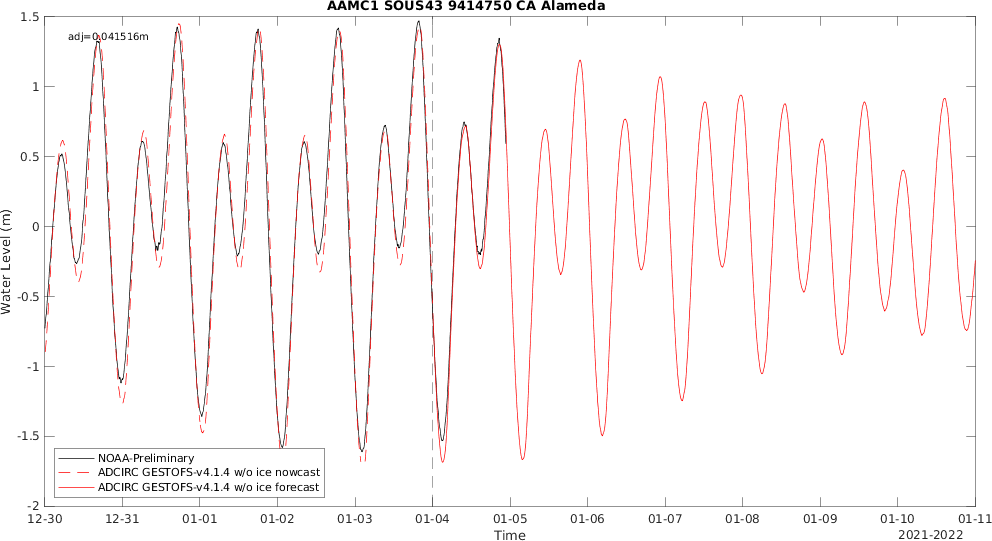 AAMC1 SOUS43 9414750 CA Alameda
adj=0.041516m
1.5
1
0.5
0
-0.5
-1
-1.5
-2
Water Level (m)
NOAA-Preliminary
ADCIRC GESTOFS-v4.1.4 w/o ice nowcast
ADCIRC GESTOFS-v4.1.4 w/o ice forecast
12-30 12-31 01-01 01-02 01-03 01-04 01-05 01-06 01-07 01-08 01-09 01-10 01-11
Time
2021-2022